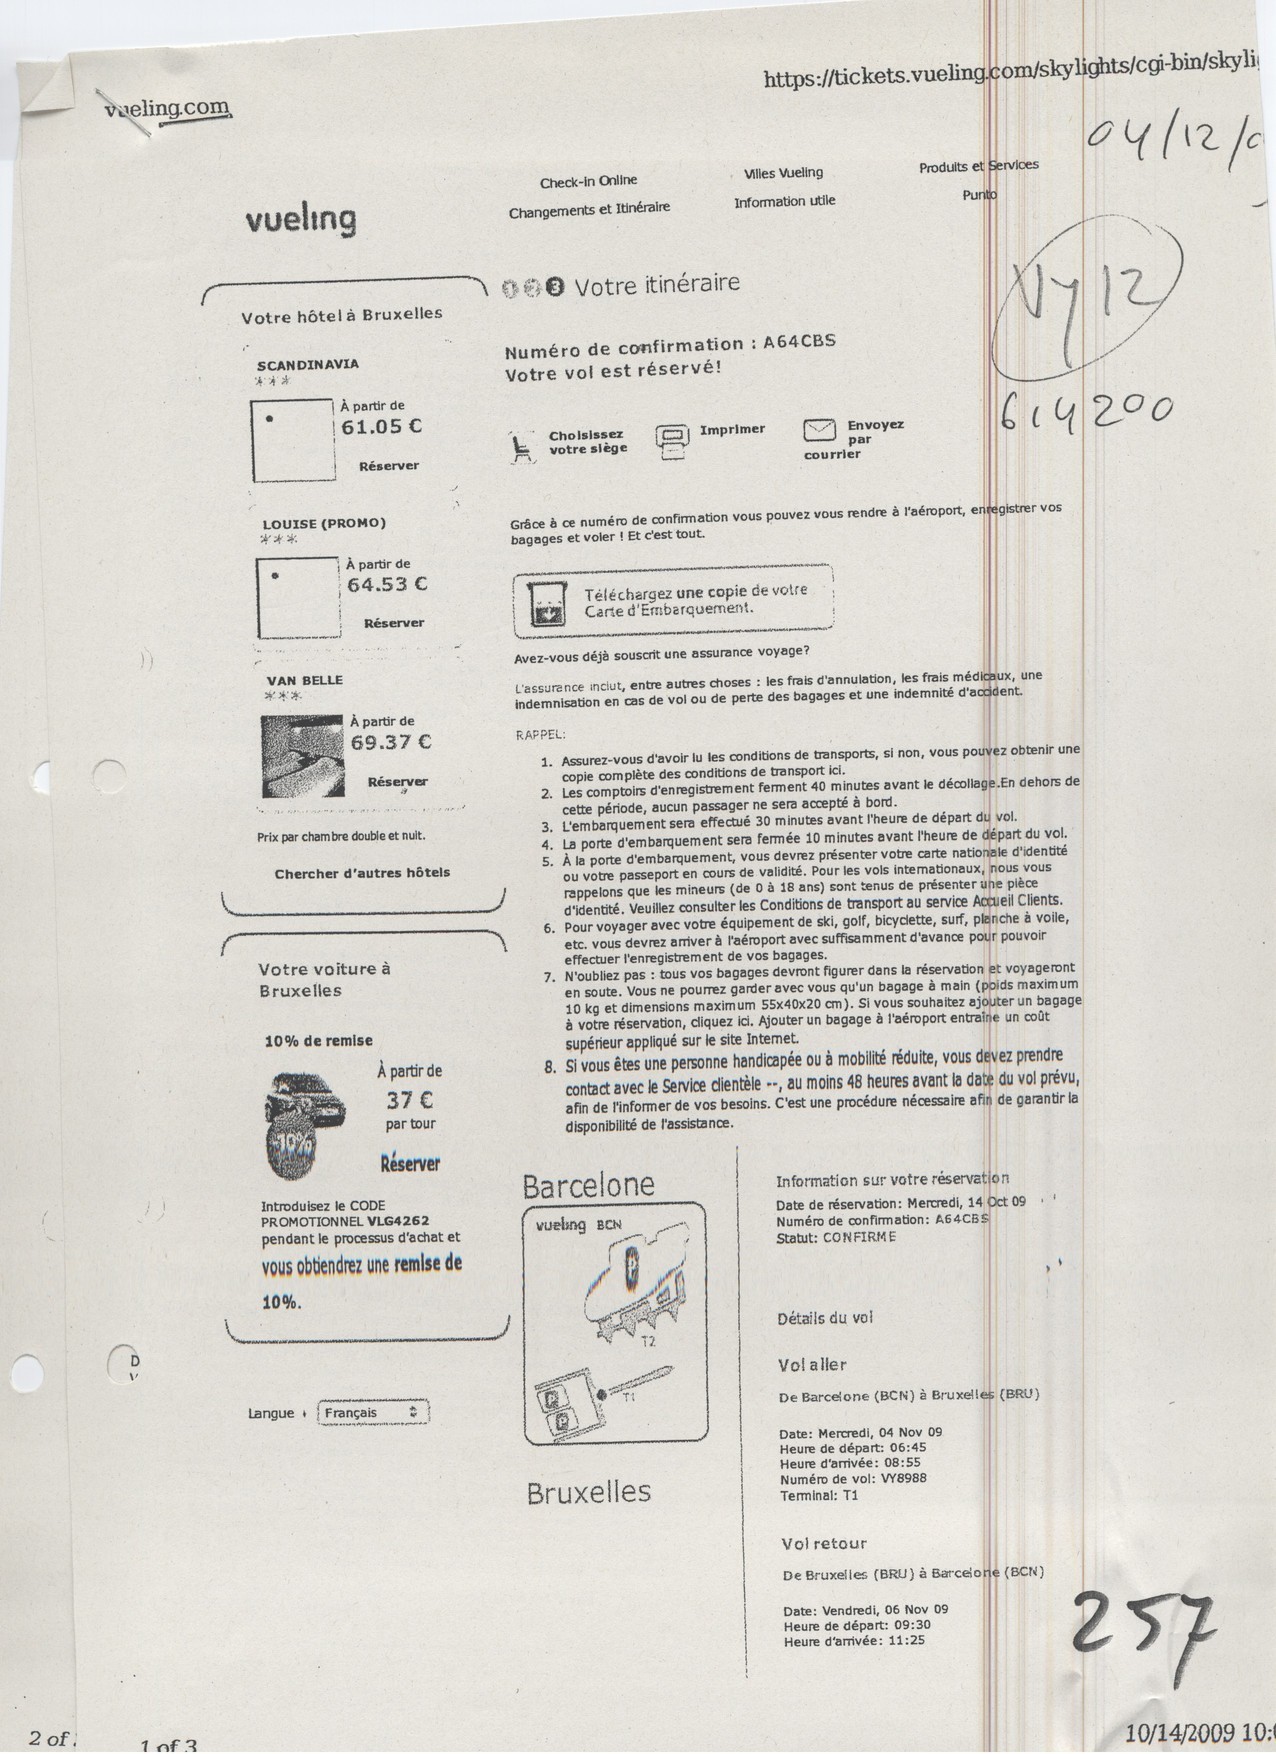 vueling.com
https://tickets.vueling.com/skylights/cgi-bin/skyli
04/12/
Check-in Online
Villes Vueling
Produits et Services
Changements et Itinéraire
Information utile
Punto
vueling
Vy12
614200
Votre hôtel à Bruxelles
SCANDINAVIA
***
À partir de
61.05 €
Réserver
LOUISE (PROMO)
***
À partir de
64.53 €
Réserver
VAN BELLE
***
À partir de
69.37 €
Réserver
Prix par chambre double et nuit.
Chercher d'autres hôtels
Votre voiture à
Bruxelles
10% de remise
À partir de
37 €
par tour
-10%
Réserver
Introduisez le CODE
PROMOTIONNEL VLG4262
pendant le processus d'achat et
vous obtiendrez une remise de
10%.
Langue
Français
1 2 3 Votre itinéraire
Numéro de confirmation : A64CBS
Votre vol est réservé!
Choisissez
votre siège
Imprimer
Envoyez
par
courrier
Grâce à ce numéro de confirmation vous pouvez vous rendre à l'aéroport, enregistrer vos
bagages et voler ! Et c'est tout.
Téléchargez une copie de votre
Carte d'Embarquement.
Avez-vous déjà souscrit une assurance voyage?
L'assurance inclut, entre autres choses : les frais d'annulation, les frais médicaux, une
indemnisation en cas de vol ou de perte des bagages et une indemnité d'accident.
RAPPEL:
1. Assurez-vous d'avoir lu les conditions de transports, si non, vous pouvez obtenir une
copie complète des conditions de transport ici.
2. Les comptoirs d'enregistrement ferment 40 minutes avant le décollage.En dehors de
cette période, aucun passager ne sera accepté à bord.
3. L'embarquement sera effectué 30 minutes avant l'heure de départ du vol.
4. La porte d'embarquement sera fermée 10 minutes avant l'heure de départ du vol.
5. À la porte d'embarquement, vous devrez présenter votre carte nationale d'identité
ou votre passeport en cours de validité. Pour les vols internationaux, nous vous
rappelons que les mineurs (de 0 à 18 ans) sont tenus de présenter une pièce
d'identité. Veuillez consulter les Conditions de transport au service Accueil Clients.
6. Pour voyager avec votre équipement de ski, golf, bicyclette, surf, planche à voile,
etc. vous devrez arriver à l'aéroport avec suffisamment d'avance pour pouvoir
effectuer l'enregistrement de vos bagages.
7. N'oubliez pas : tous vos bagages devront figurer dans la réservation et voyageront
en soute. Vous ne pourrez garder avec vous qu'un bagage à main (poids maximum
10 kg et dimensions maximum 55x40x20 cm). Si vous souhaitez ajouter un bagage
à votre réservation, cliquez ici. Ajouter un bagage à l'aéroport entraîne un coût
supérieur appliqué sur le site Internet.
8. Si vous êtes une personne handicapée ou à mobilité réduite, vous devez prendre
contact avec le Service clientèle --, au moins 48 heures avant la date du vol prévu,
afin de l'informer de vos besoins. C'est une procédure nécessaire afin de garantir la
disponibilité de l'assistance.
Barcelone
vueling BCN
P
T2
T1
P
P
Bruxelles
Information sur votre réservation
Date de réservation: Mercredi, 14 Oct 09
Numéro de confirmation: A64CBS
Statut: CONFIRME
Détails du vol
Vol aller
De Barcelone (BCN) à Bruxelles (BRU)
Date: Mercredi, 04 Nov 09
Heure de départ: 06:45
Heure d'arrivée: 08:55
Numéro de vol: VY8988
Terminal: T1
Vol retour
De Bruxelles (BRU) à Barcelone (BCN)
Date: Vendredi, 06 Nov 09
Heure de départ: 09:30
Heure d'arrivée: 11:25
257
D
V
2 of
1 of 3
10/14/2009 10: